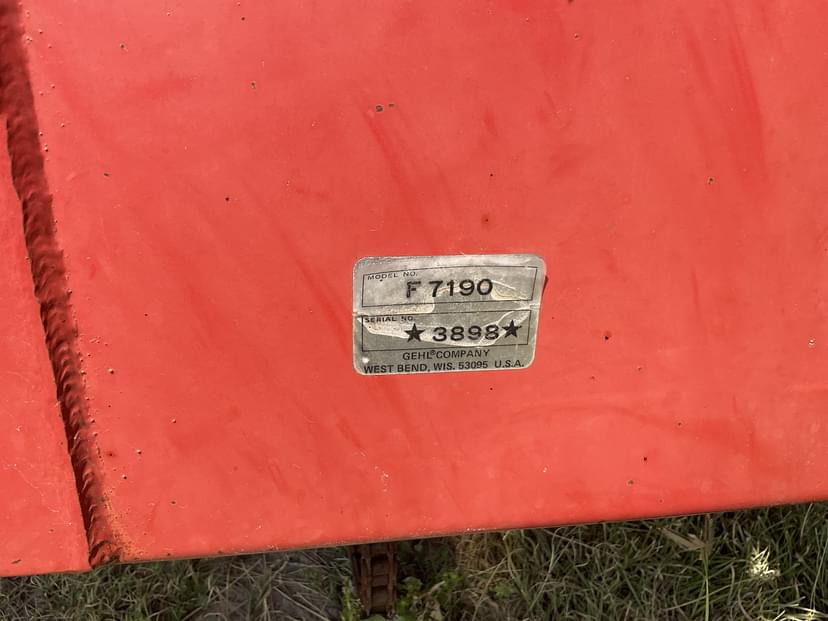 MODEL NO.
F 7190
SERIAL NO.
★3898★
GEHL® COMPANY
WEST BEND, WIS. 53095 U.S.A.